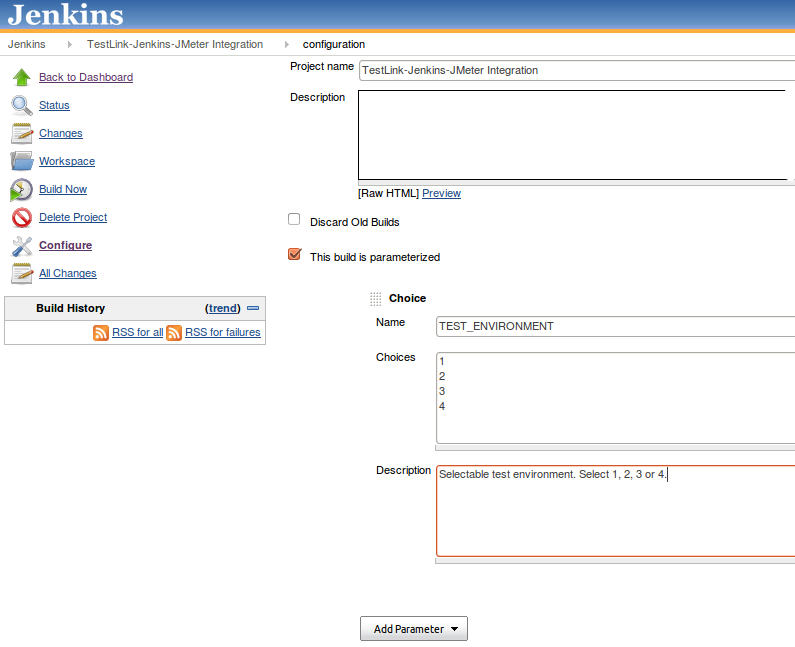 Jenkins
Jenkins TestLink-Jenkins-JMeter Integration configuration
Back to Dashboard
Status
Changes
Workspace
Build Now
Delete Project
Configure
All Changes
Build History (trend)
RSS for all RSS for failures
Project name TestLink-Jenkins-JMeter Integration
Description
[Raw HTML] Preview
Discard Old Builds
This build is parameterized
Choice
Name TEST_ENVIRONMENT
Choices 1
2
3
4
Description Selectable test environment. Select 1, 2, 3 or 4.
Add Parameter